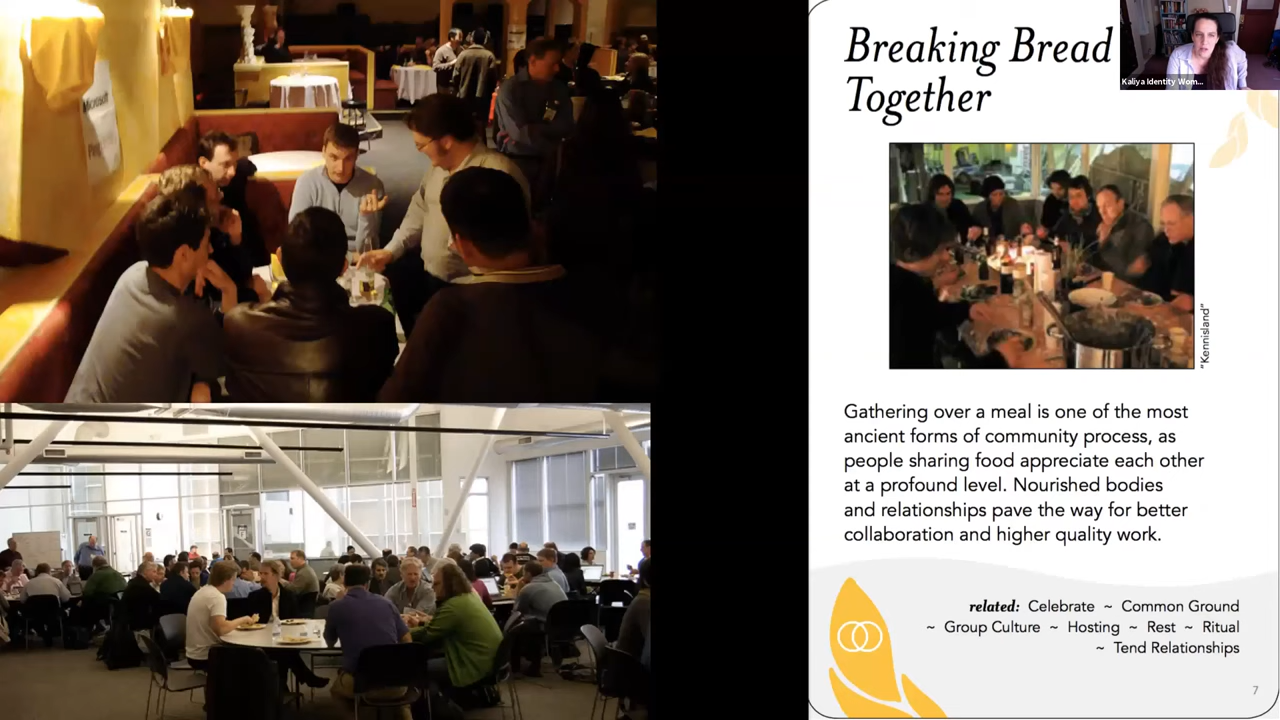 Microsoft
Breaking Bread
Together
Kaliya Identity Wom...
"Kennisland"
Gathering over a meal is one of the most
ancient forms of community process, as
people sharing food appreciate each other
at a profound level. Nourished bodies
and relationships pave the way for better
collaboration and higher quality work.
related: Celebrate ~ Common Ground
~ Group Culture ~ Hosting ~ Rest ~ Ritual
~ Tend Relationships
7